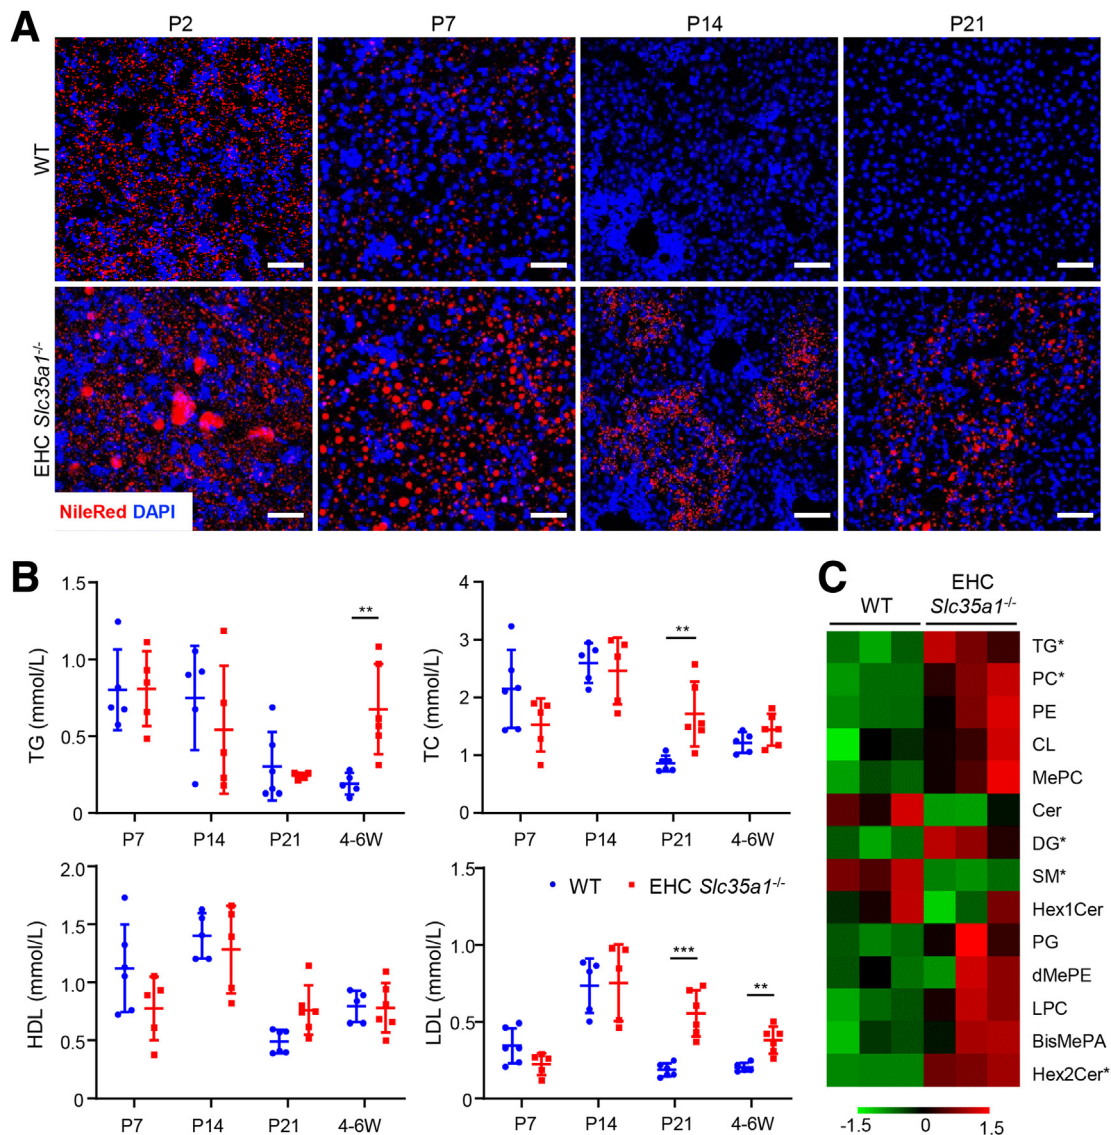 A
P2 P7 P14 P21
WT
EHC Slc35a1-/-
NileRed DAPI
B
TG (mmol/L)
1.5
1.0
0.5
0
**
P7 P14 P21 4-6W
TC (mmol/L)
4
3
2
1
0
**
P7 P14 P21 4-6W
HDL (mmol/L)
2.0
1.5
1.0
0.5
0
P7 P14 P21 4-6W
LDL (mmol/L)
1.5
1.0
0.5
0
WT EHC Slc35a1-/-
***
**
P7 P14 P21 4-6W
C
EHC
WT Slc35a1-/-
TG*
PC*
PE
CL
MePC
Cer
DG*
SM*
Hex1Cer
PG
dMePE
LPC
BisMePA
Hex2Cer*
-1.5 0 1.5